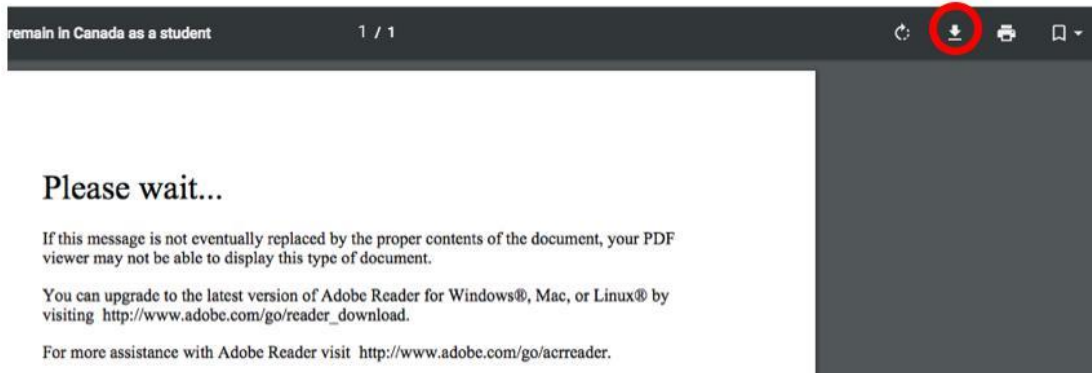 remain in Canada as a student
1 / 1
Please wait...
If this message is not eventually replaced by the proper contents of the document, your PDF
viewer may not be able to display this type of document.
You can upgrade to the latest version of Adobe Reader for Windows®, Mac, or Linux® by
visiting http://www.adobe.com/go/reader_download.
For more assistance with Adobe Reader visit http://www.adobe.com/go/acrreader.